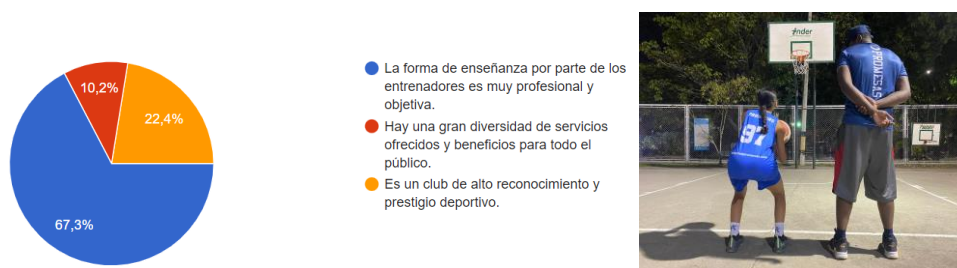 10,2%
22,4%
67,3%
La forma de enseñanza por parte de los
entrenadores es muy profesional y
objetiva.
Hay una gran diversidad de servicios
ofrecidos y beneficios para todo el
público.
Es un club de alto reconocimiento y
prestigio deportivo.
inder
97
PROMESAS